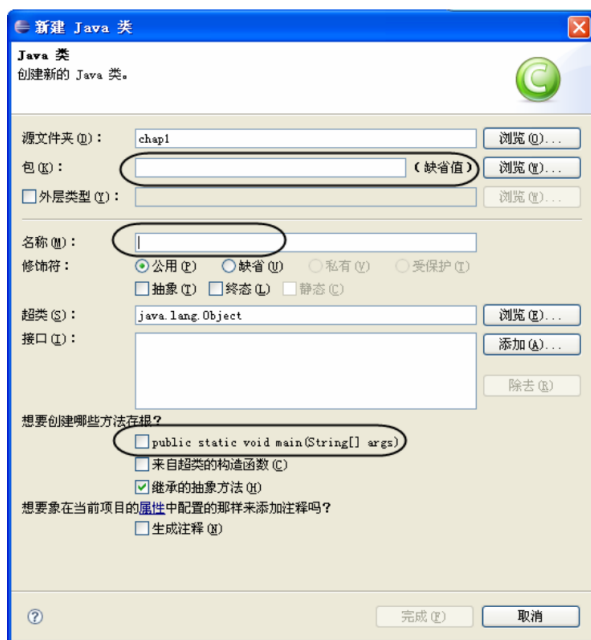 新建 Java 类
Java 类
创建新的 Java 类。
源文件夹(D)： chap1 浏览(O)...
包(K)： （缺省值） 浏览(W)...
外层类型(Y)： 浏览(W)...
名称(M)：
修饰符： 公用(P) 缺省(U) 私有(V) 受保护(T)
抽象(T) 终态(L) 静态(C)
超类(S)： java.lang.Object 浏览(E)...
接口(I)： 添加(A)...
除去(R)
想要创建哪些方法存根？
public static void main(String[] args)
来自超类的构造函数(C)
继承的抽象方法(H)
想要象在当前项目的属性中配置的那样来添加注释吗？
生成注释(N)
完成(F) 取消